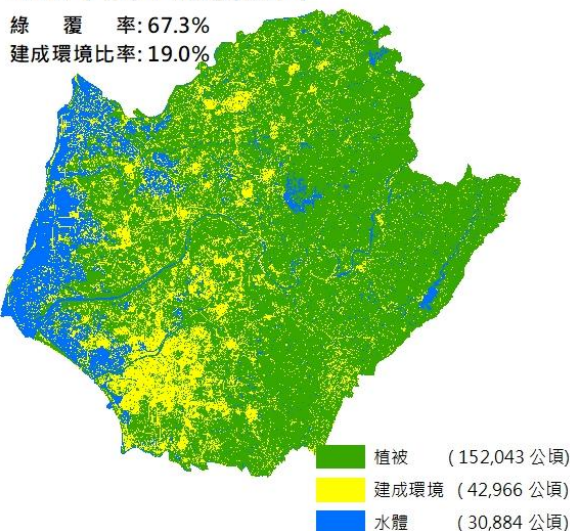 綠覆率: 67.3%
建成環境比率: 19.0%
植被 (152,043 公頃)
建成環境 (42,966 公頃)
水體 (30,884 公頃)